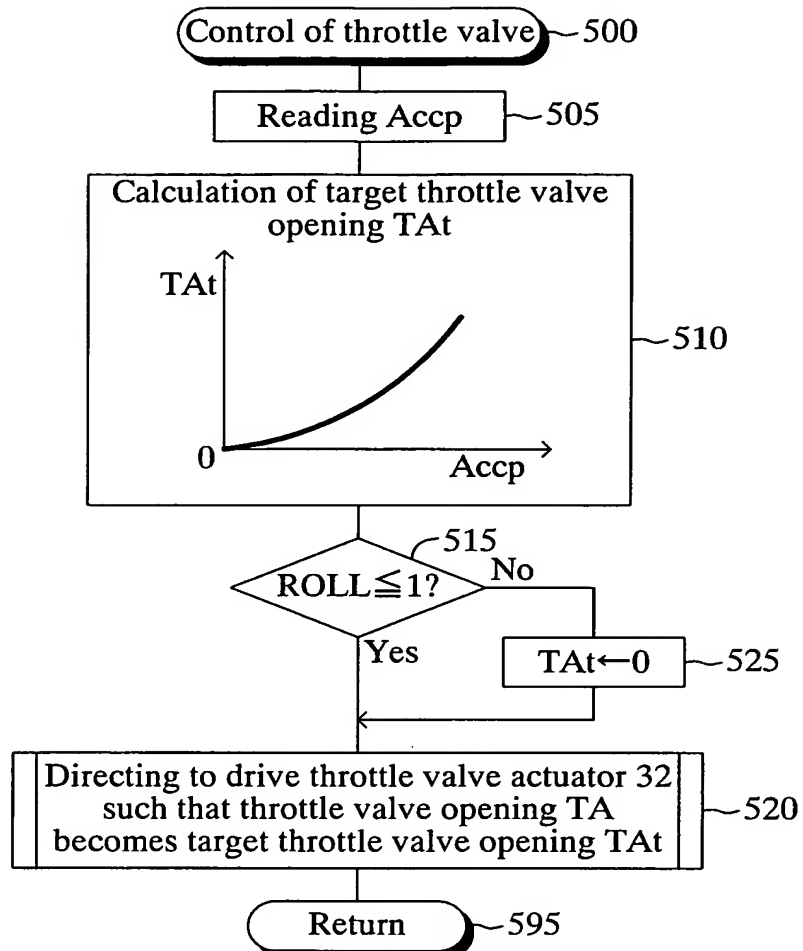 Control of throttle valve
500
Reading Accp
505
Calculation of target throttle valve
opening TAt
TAt
0
Accp
510
515
ROLL≦1?
No
Yes
TAt←0
525
Directing to drive throttle valve actuator 32
such that throttle valve opening TA
becomes target throttle valve opening TAt
520
Return
595